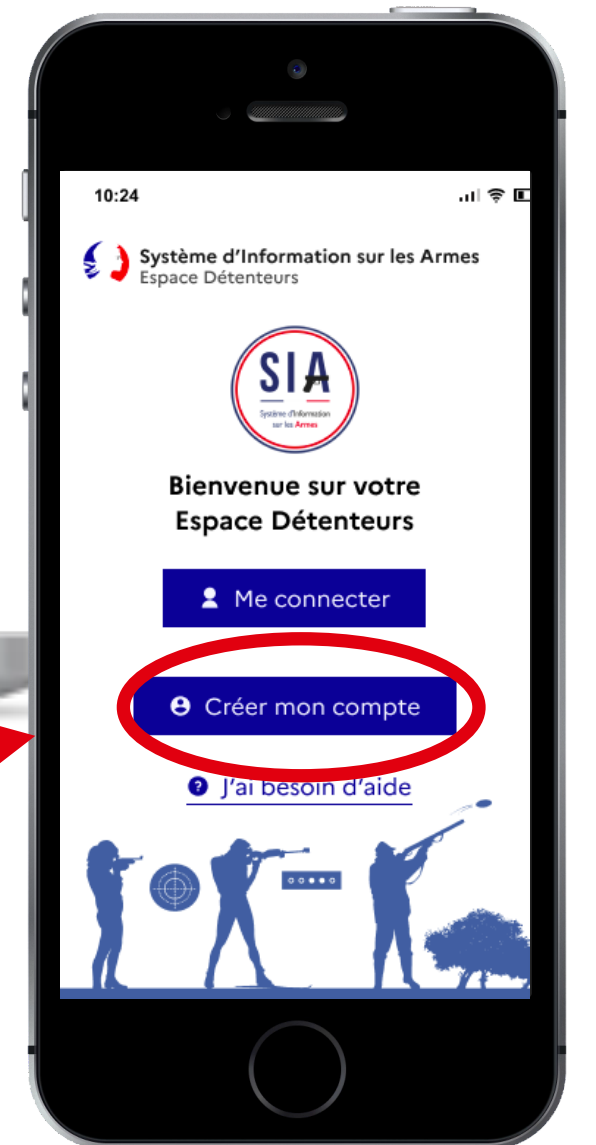 10:24
Système d'Information sur les Armes
Espace Détenteurs
SIA
Système d'Information
sur les Armes
Bienvenue sur votre
Espace Détenteurs
Me connecter
Créer mon compte
J'ai besoin d'aide